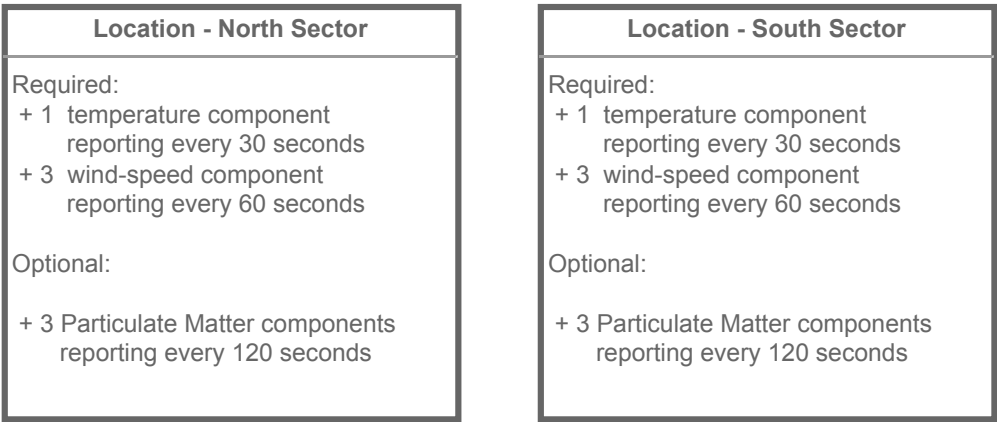 Location - North Sector
Required:
+ 1 temperature component
reporting every 30 seconds
+ 3 wind-speed component
reporting every 60 seconds
Optional:
+ 3 Particulate Matter components
reporting every 120 seconds
Location - South Sector
Required:
+ 1 temperature component
reporting every 30 seconds
+ 3 wind-speed component
reporting every 60 seconds
Optional:
+ 3 Particulate Matter components
reporting every 120 seconds